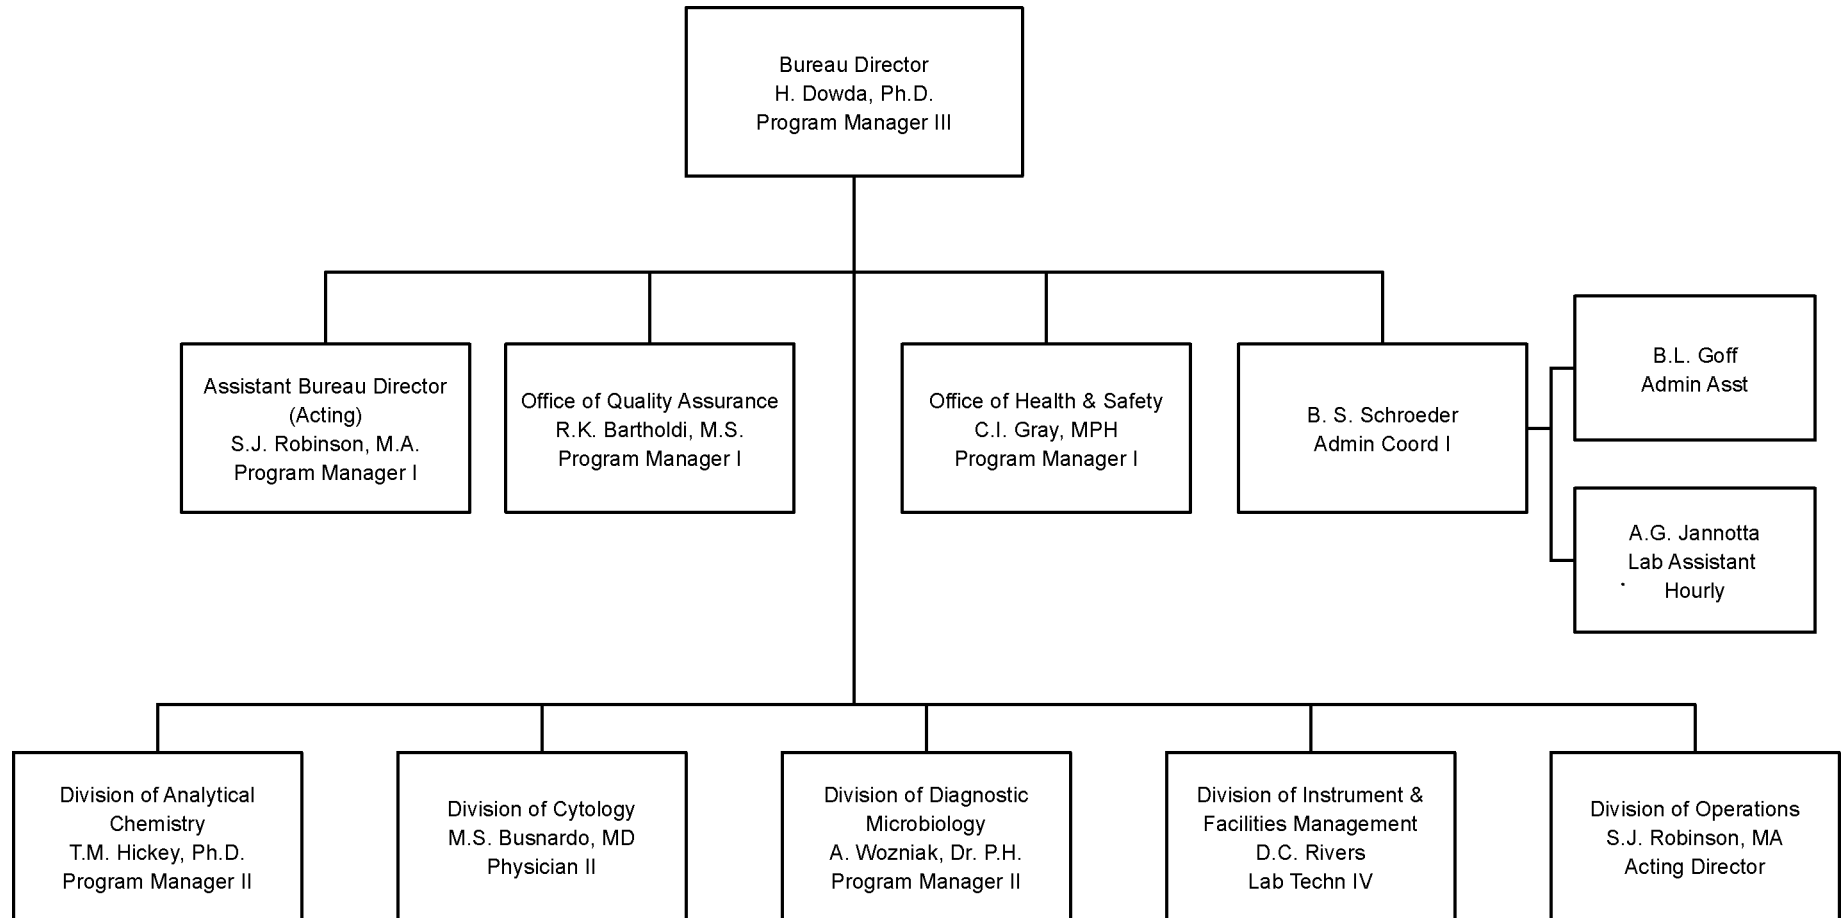 Bureau Director
H. Dowda, Ph.D.
Program Manager III
Assistant Bureau Director
(Acting)
S.J. Robinson, M.A.
Program Manager I
Office of Quality Assurance
R.K. Bartholdi, M.S.
Program Manager I
Office of Health & Safety
C.I. Gray, MPH
Program Manager I
B. S. Schroeder
Admin Coord I
B.L. Goff
Admin Asst
A.G. Jannotta
Lab Assistant
Hourly
Division of Analytical
Chemistry
T.M. Hickey, Ph.D.
Program Manager II
Division of Cytology
M.S. Busnardo, MD
Physician II
Division of Diagnostic
Microbiology
A. Wozniak, Dr. P.H.
Program Manager II
Division of Instrument &
Facilities Management
D.C. Rivers
Lab Techn IV
Division of Operations
S.J. Robinson, MA
Acting Director